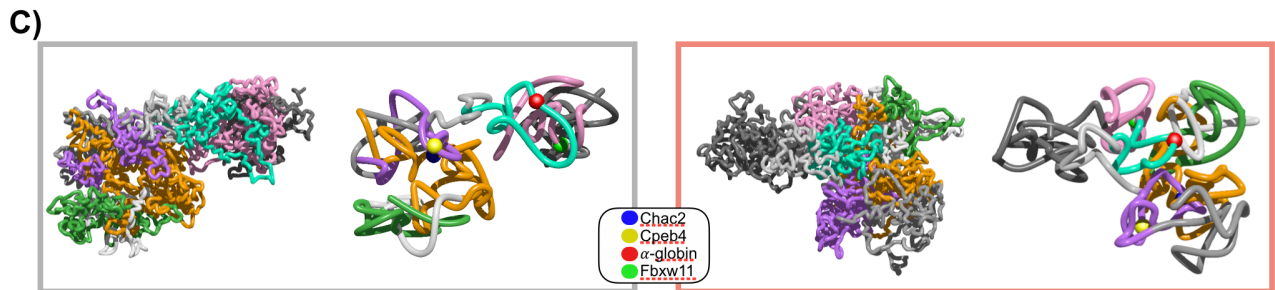 C)
Chac2
Cpeb4
𝛼-globin
Fbxw11